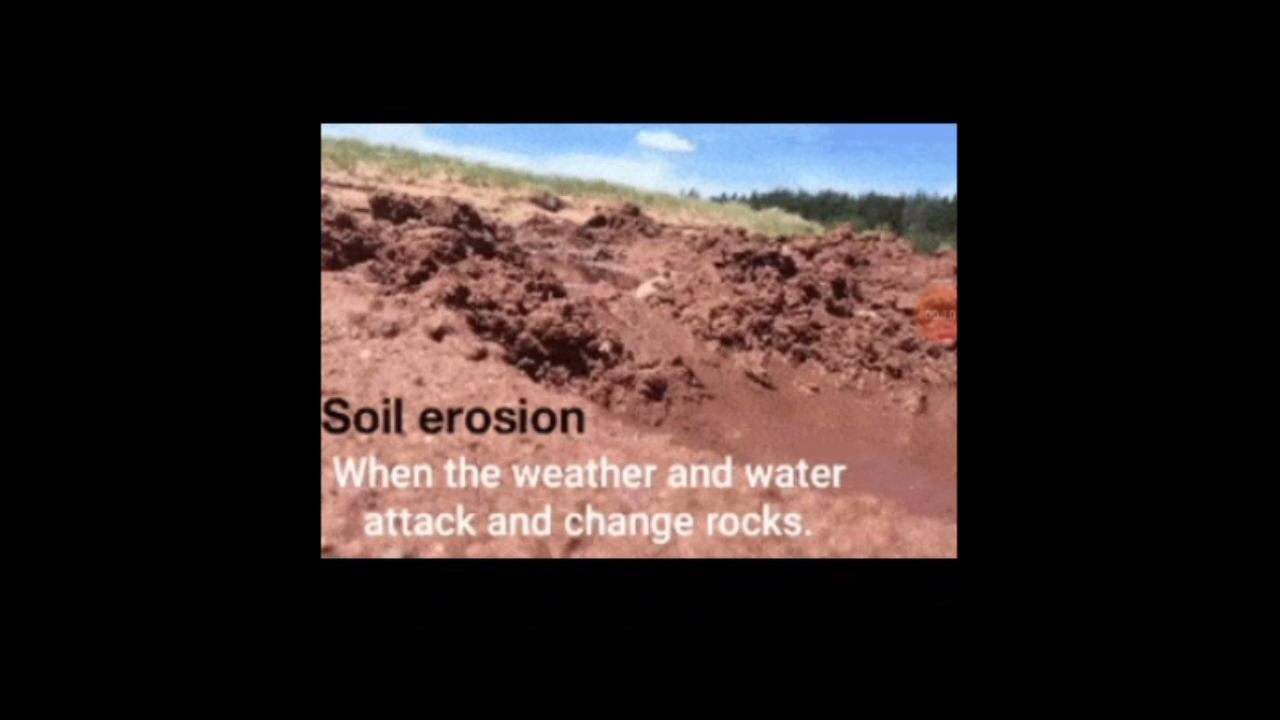 Soil erosion
When the weather and water
attack and change rocks.